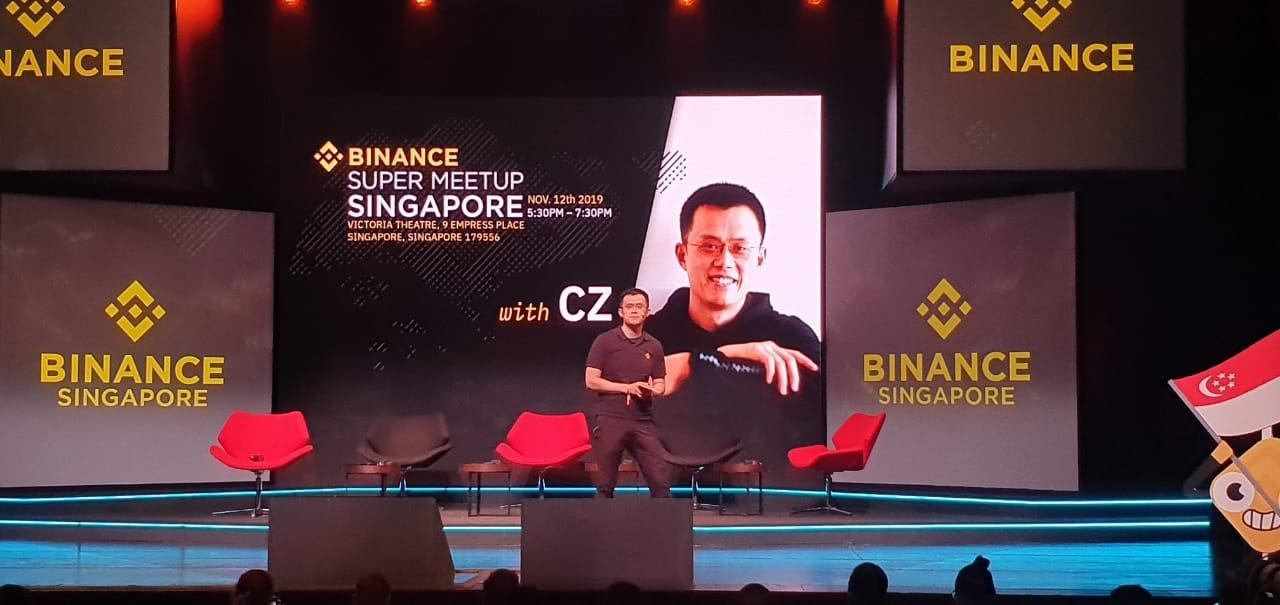 NANCE
BINANCE
BINANCE
SUPER MEETUP
SINGAPORE
NOV. 12th 2019
5:30PM – 7:30PM
VICTORIA THEATRE, 9 EMPRESS PLACE
SINGAPORE, SINGAPORE 179556
with CZ
BINANCE
SINGAPORE
BINANCE
SINGAPORE